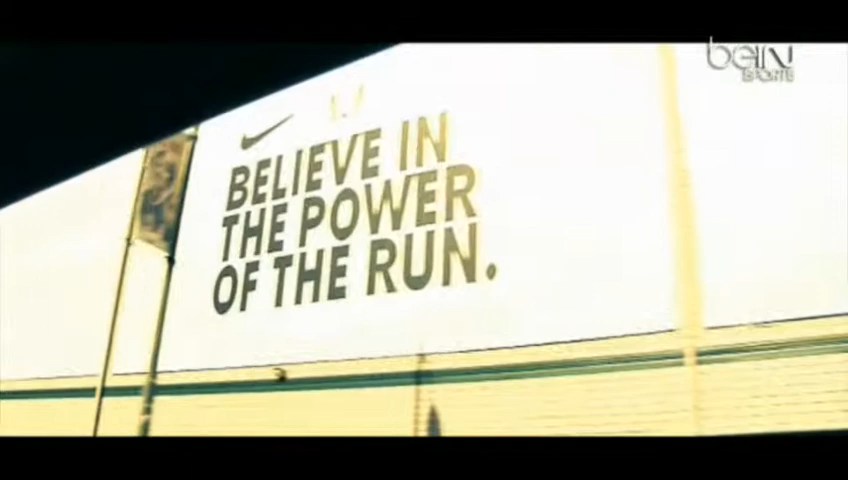 beIN
SPORTS
BELIEVE IN
THE POWER
OF THE RUN.